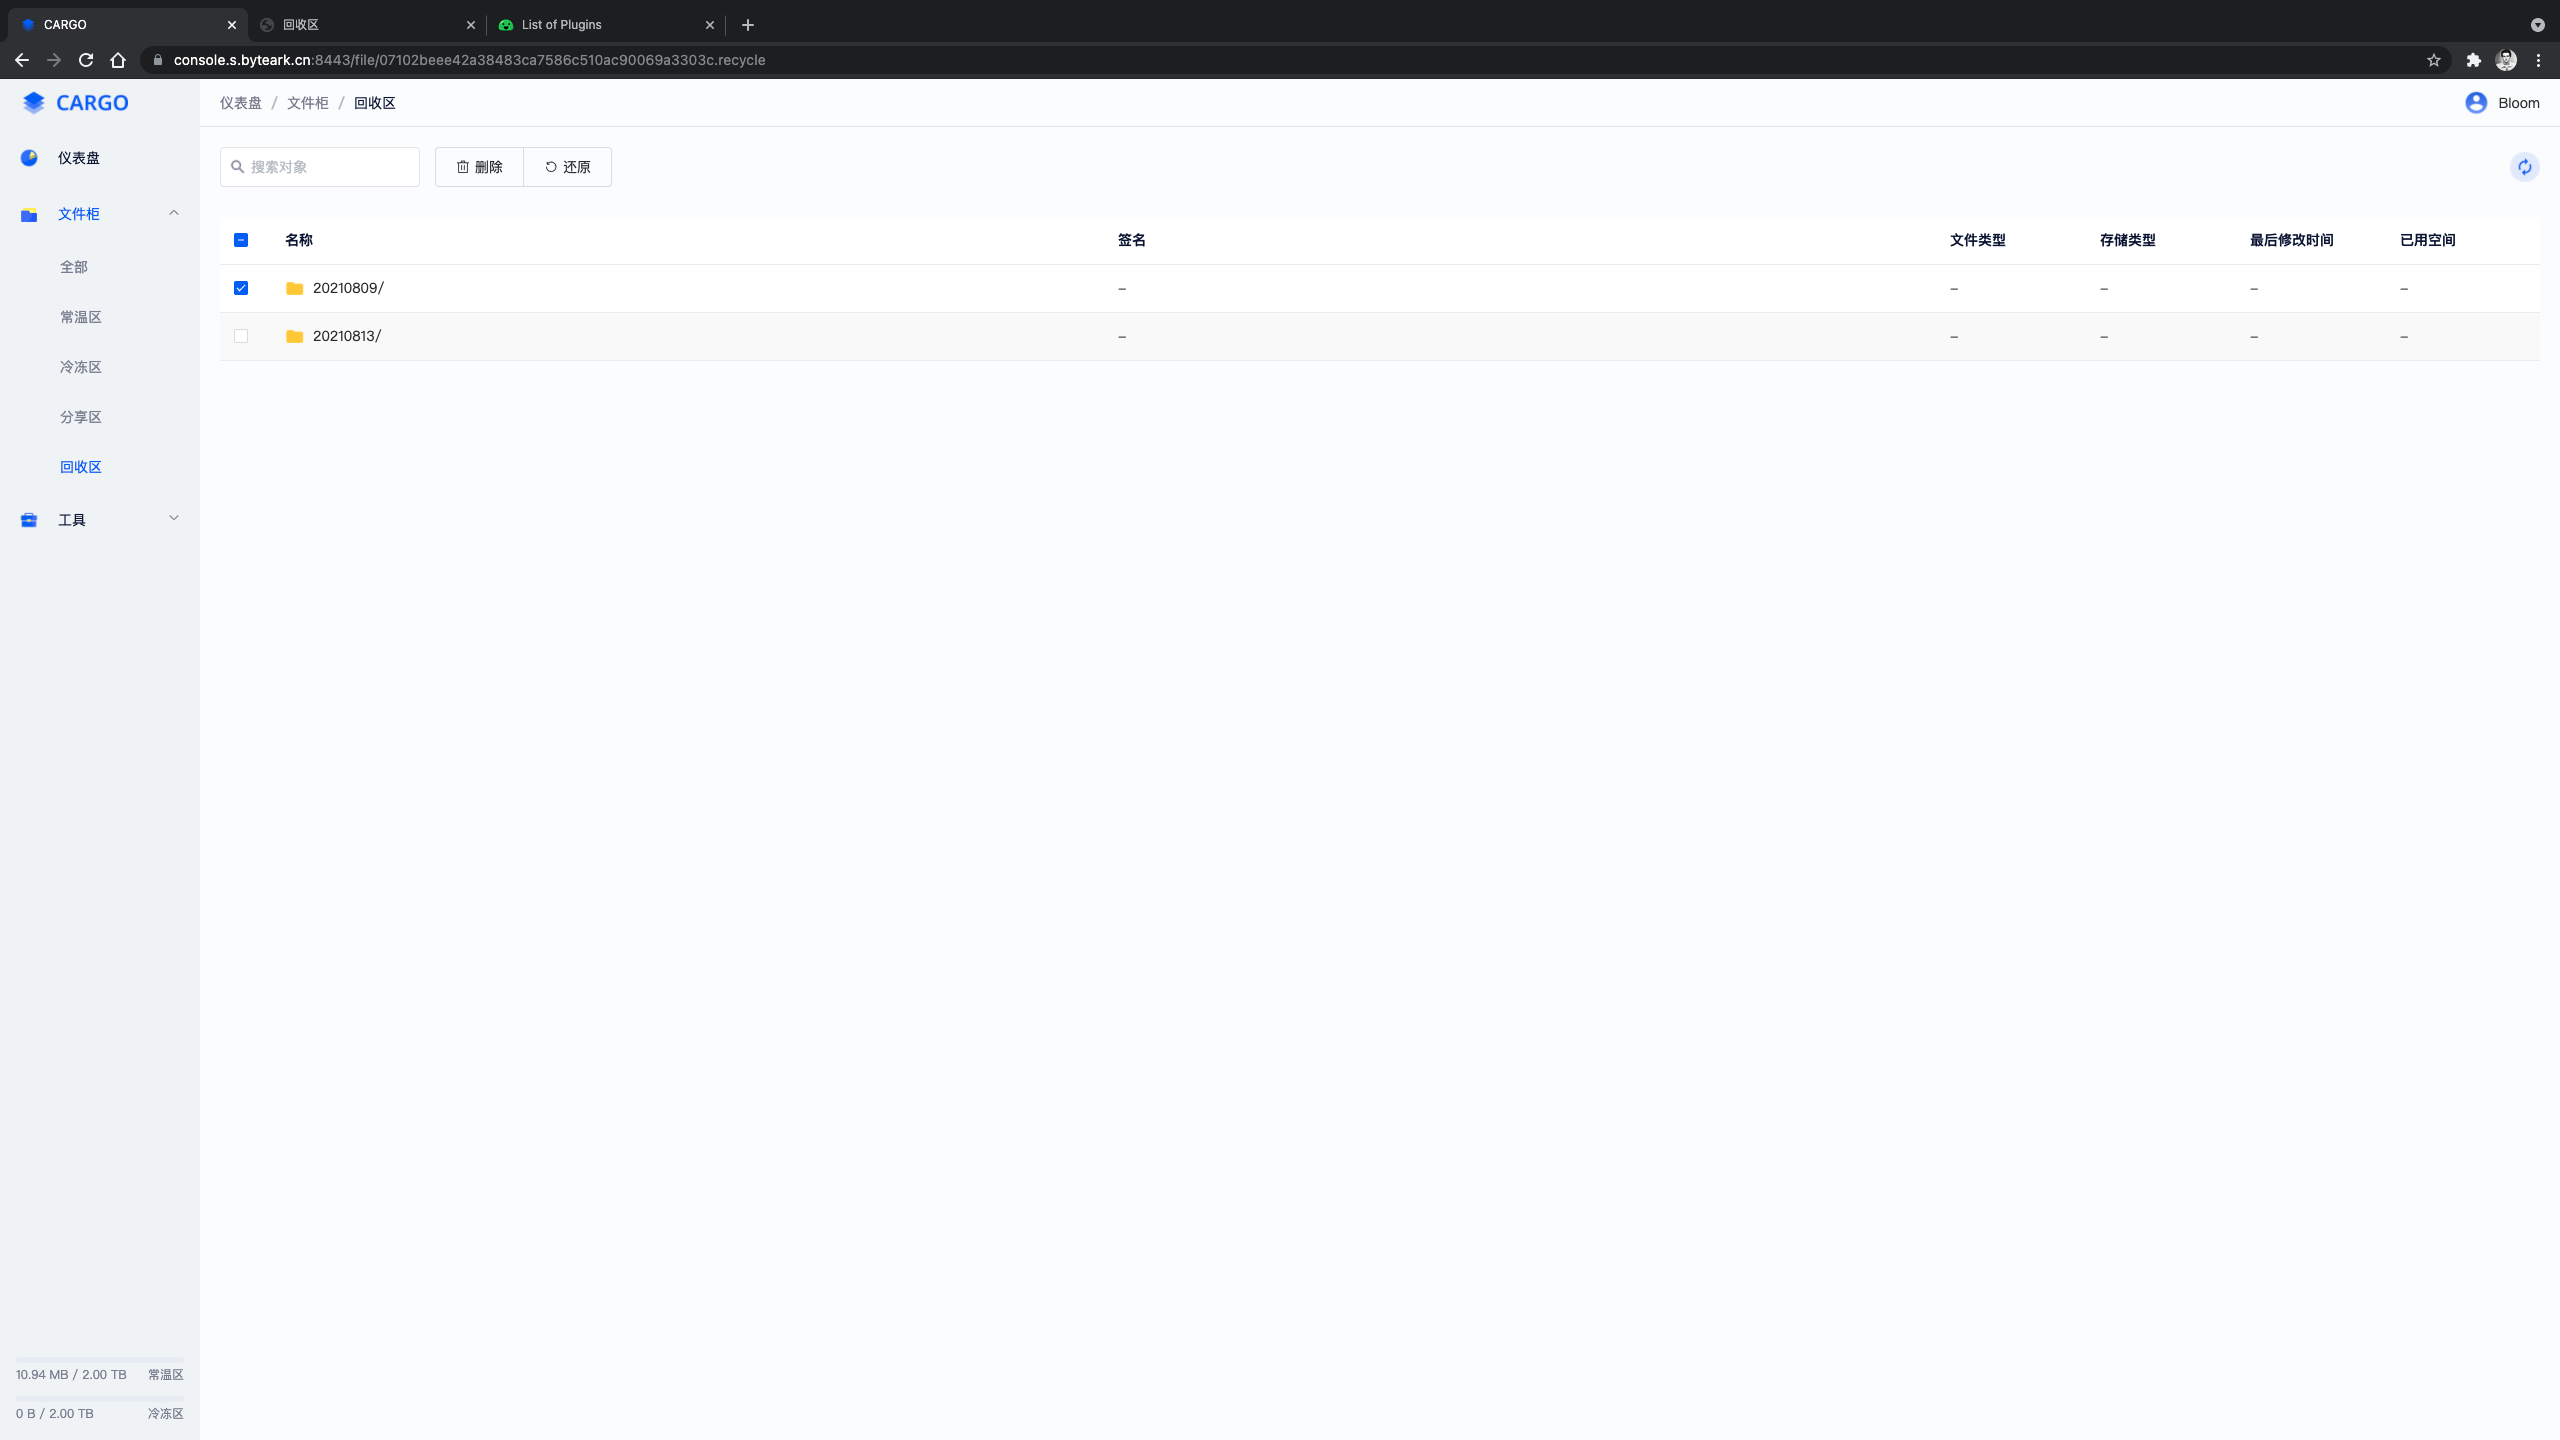 CARGO
回收区
List of Plugins
console.s.byteark.cn:8443/file/07102beee42a38483ca7586c510ac90069a3303c.recycle
CARGO
仪表盘 / 文件柜 / 回收区
Bloom
仪表盘
文件柜
全部
常温区
冷冻区
分享区
回收区
工具
搜索对象
删除
还原
名称 签名 文件类型 存储类型 最后修改时间 已用空间
20210809/ – – – – –
20210813/ – – – – –
10.94 MB / 2.00 TB 常温区
0 B / 2.00 TB 冷冻区